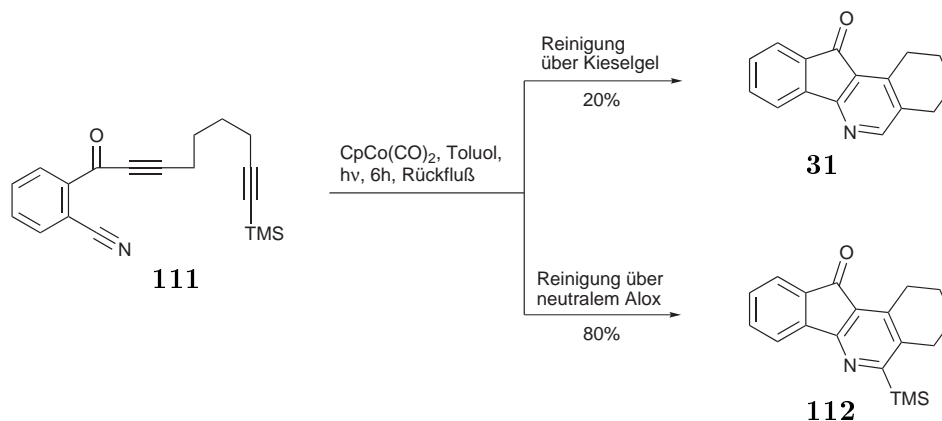 O
N
TMS
111
CpCo(CO)2, Toluol,
hν, 6h, Rückfluß
Reinigung
über Kieselgel
20%
O
N
31
Reinigung über
neutralem Alox
80%
O
N
TMS
112